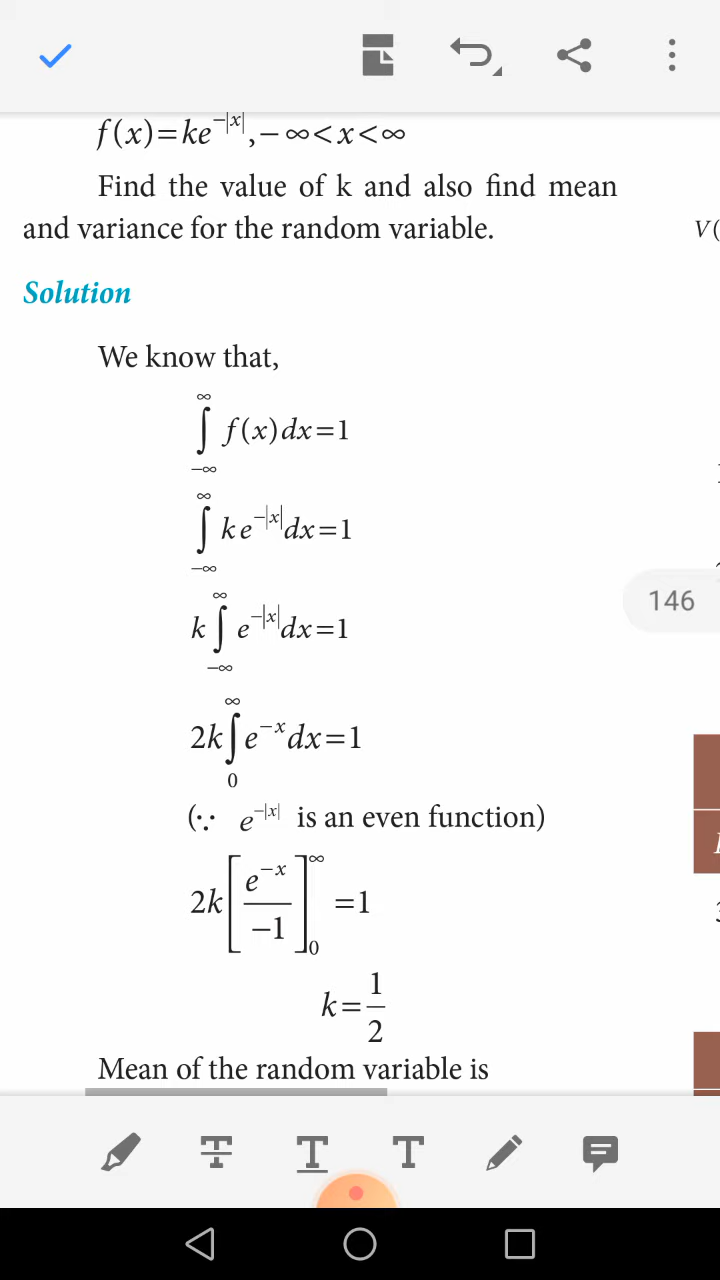 f(x)=ke^{-|x|},-∞<x<∞
Find the value of k and also find mean
and variance for the random variable.
V(
Solution
We know that,
∫_{-∞}^{∞} f(x)dx=1
∫_{-∞}^{∞} ke^{-|x|}dx=1
146
k∫_{-∞}^{∞} e^{-|x|}dx=1
2k∫_{0}^{∞} e^{-x}dx=1
(∵ e^{-|x|} is an even function)
2k[e^{-x}/-1]_{0}^{∞} =1
k=1/2
Mean of the random variable is